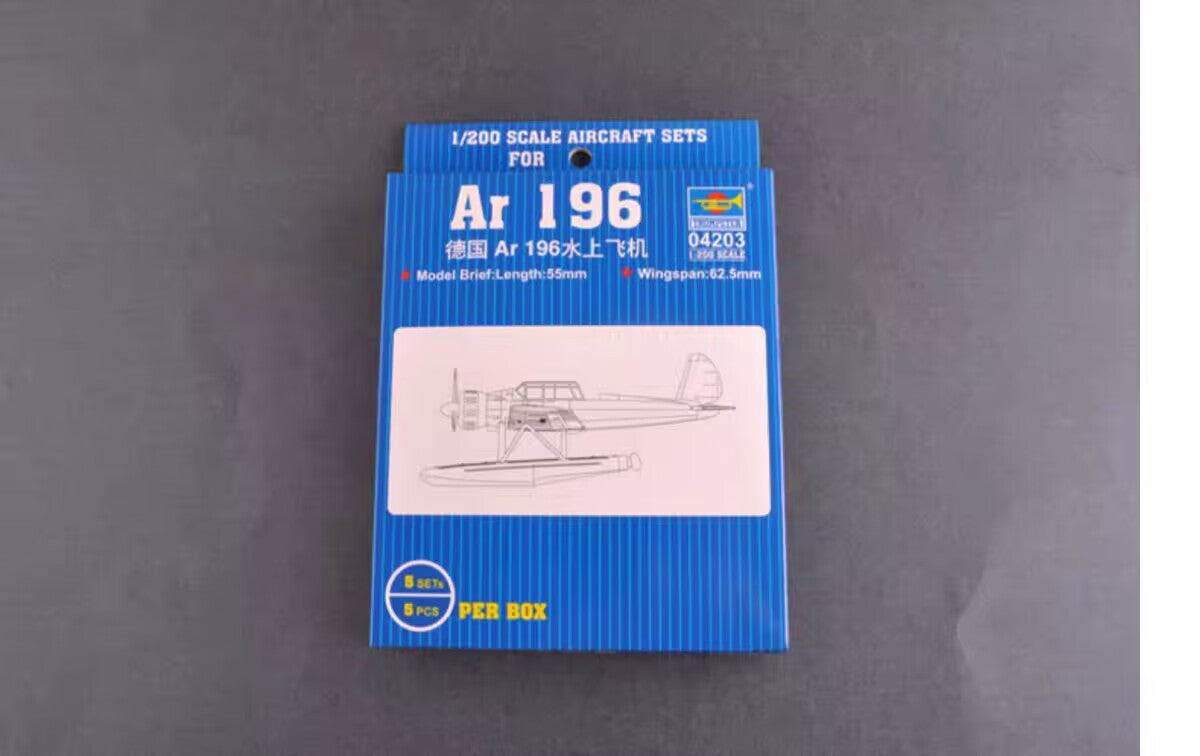 1/200 SCALE AIRCRAFT SETS
FOR
Ar 196
德国 Ar 196水上飞机
Model Brief:Length:55mm
Wingspan:62.5mm
®
04203
1:200 SCALE
5 SETs
5 PCS
PER BOX